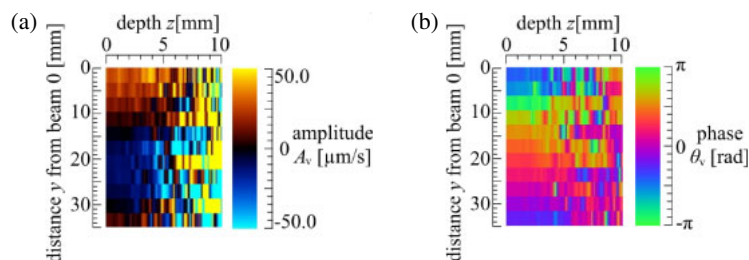 (a)
depth z[mm]
0 5 10
distance y from beam 0 [mm]
0
10
20
30
50.0
0
-50.0
amplitude
A_v [µm/s]
(b)
depth z[mm]
0 5 10
distance y from beam 0 [mm]
0
10
20
30
π
0
-π
phase
θ_v [rad]